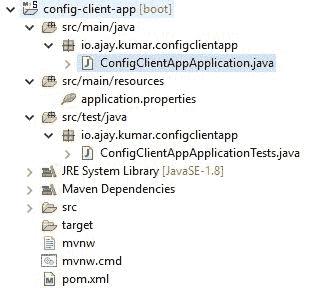 config-client-app [boot]
src/main/java
io.ajay.kumar.configclientapp
ConfigClientAppApplication.java
src/main/resources
application.properties
src/test/java
io.ajay.kumar.configclientapp
ConfigClientAppApplicationTests.java
JRE System Library [JavaSE-1.8]
Maven Dependencies
src
target
mvnw
mvnw.cmd
pom.xml